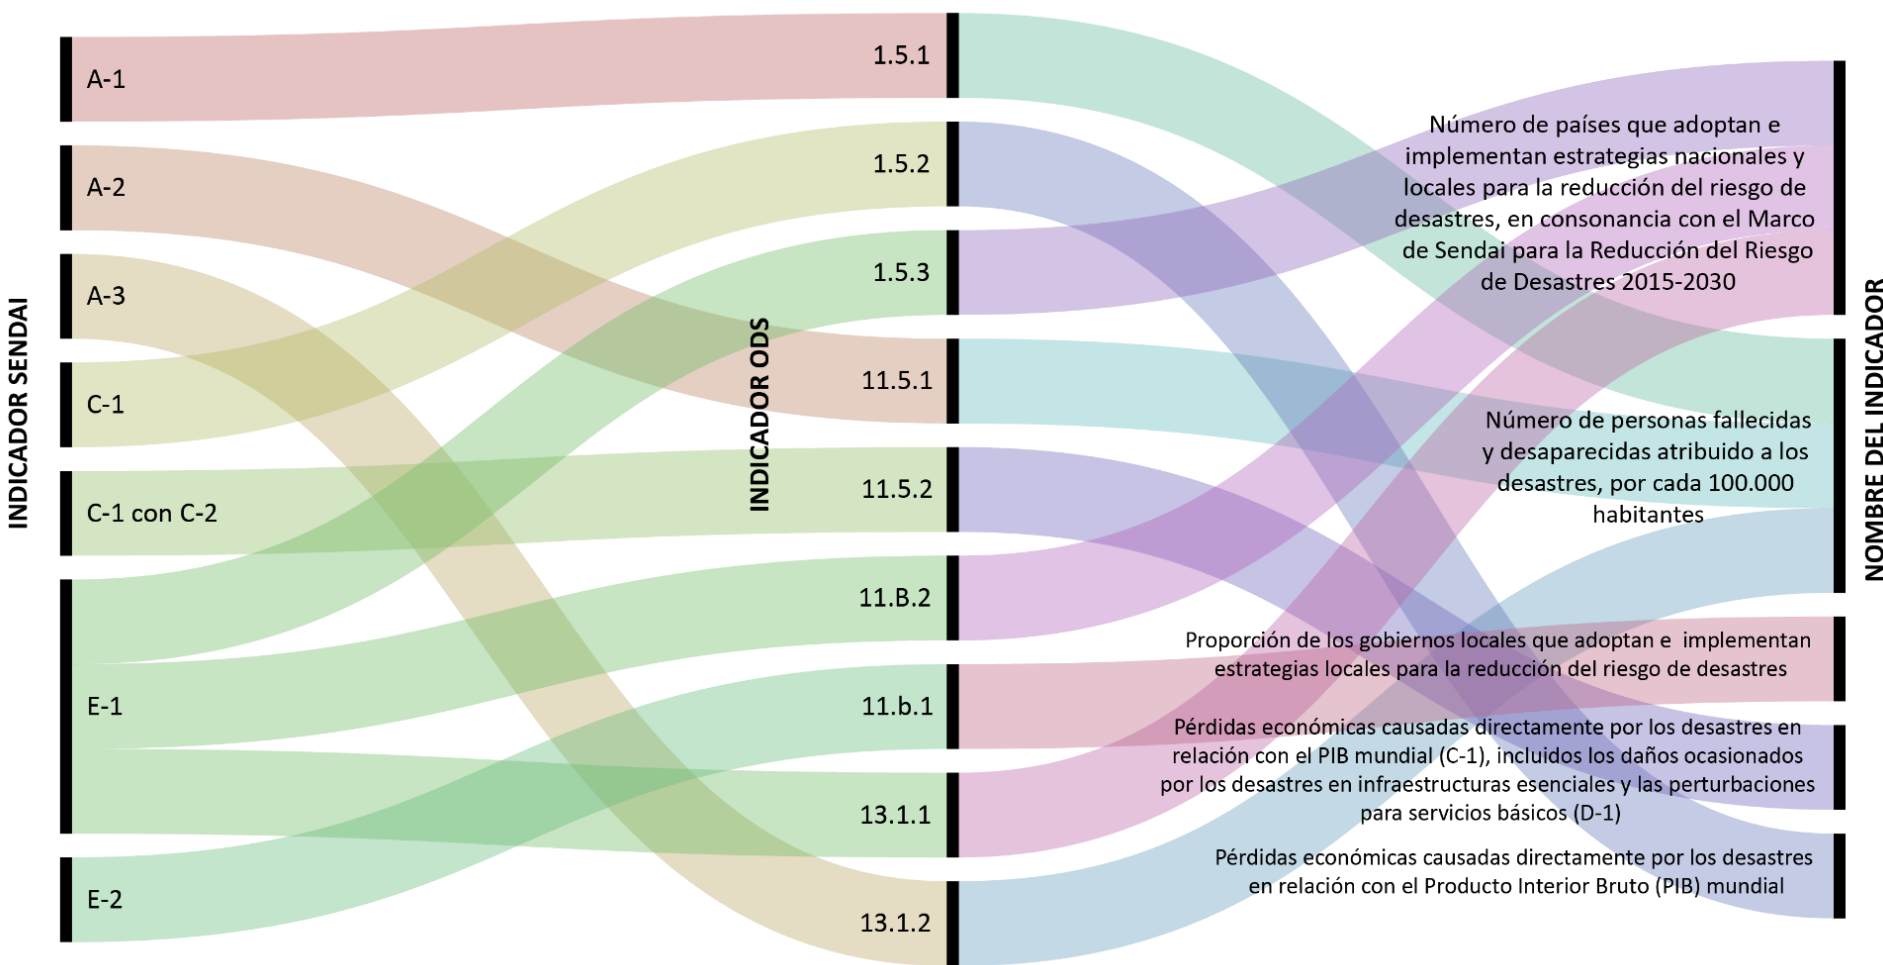 INDICADOR SENDAI
A-1
A-2
A-3
C-1
C-1 con C-2
E-1
E-2
INDICADOR ODS
1.5.1
1.5.2
1.5.3
11.5.1
11.5.2
11.B.2
11.b.1
13.1.1
13.1.2
Número de países que adoptan e
implementan estrategias nacionales y
locales para la reducción del riesgo de
desastres, en consonancia con el Marco
de Sendai para la Reducción del Riesgo
de Desastres 2015-2030
Número de personas fallecidas
y desaparecidas atribuido a los
desastres, por cada 100.000
habitantes
Proporción de los gobiernos locales que adoptan e  implementan
estrategias locales para la reducción del riesgo de desastres
Pérdidas económicas causadas directamente por los desastres en
relación con el PIB mundial (C-1), incluidos los daños ocasionados
por los desastres en infraestructuras esenciales y las perturbaciones
para servicios básicos (D-1)
Pérdidas económicas causadas directamente por los desastres
en relación con el Producto Interior Bruto (PIB) mundial
NOMBRE DEL INDICADOR